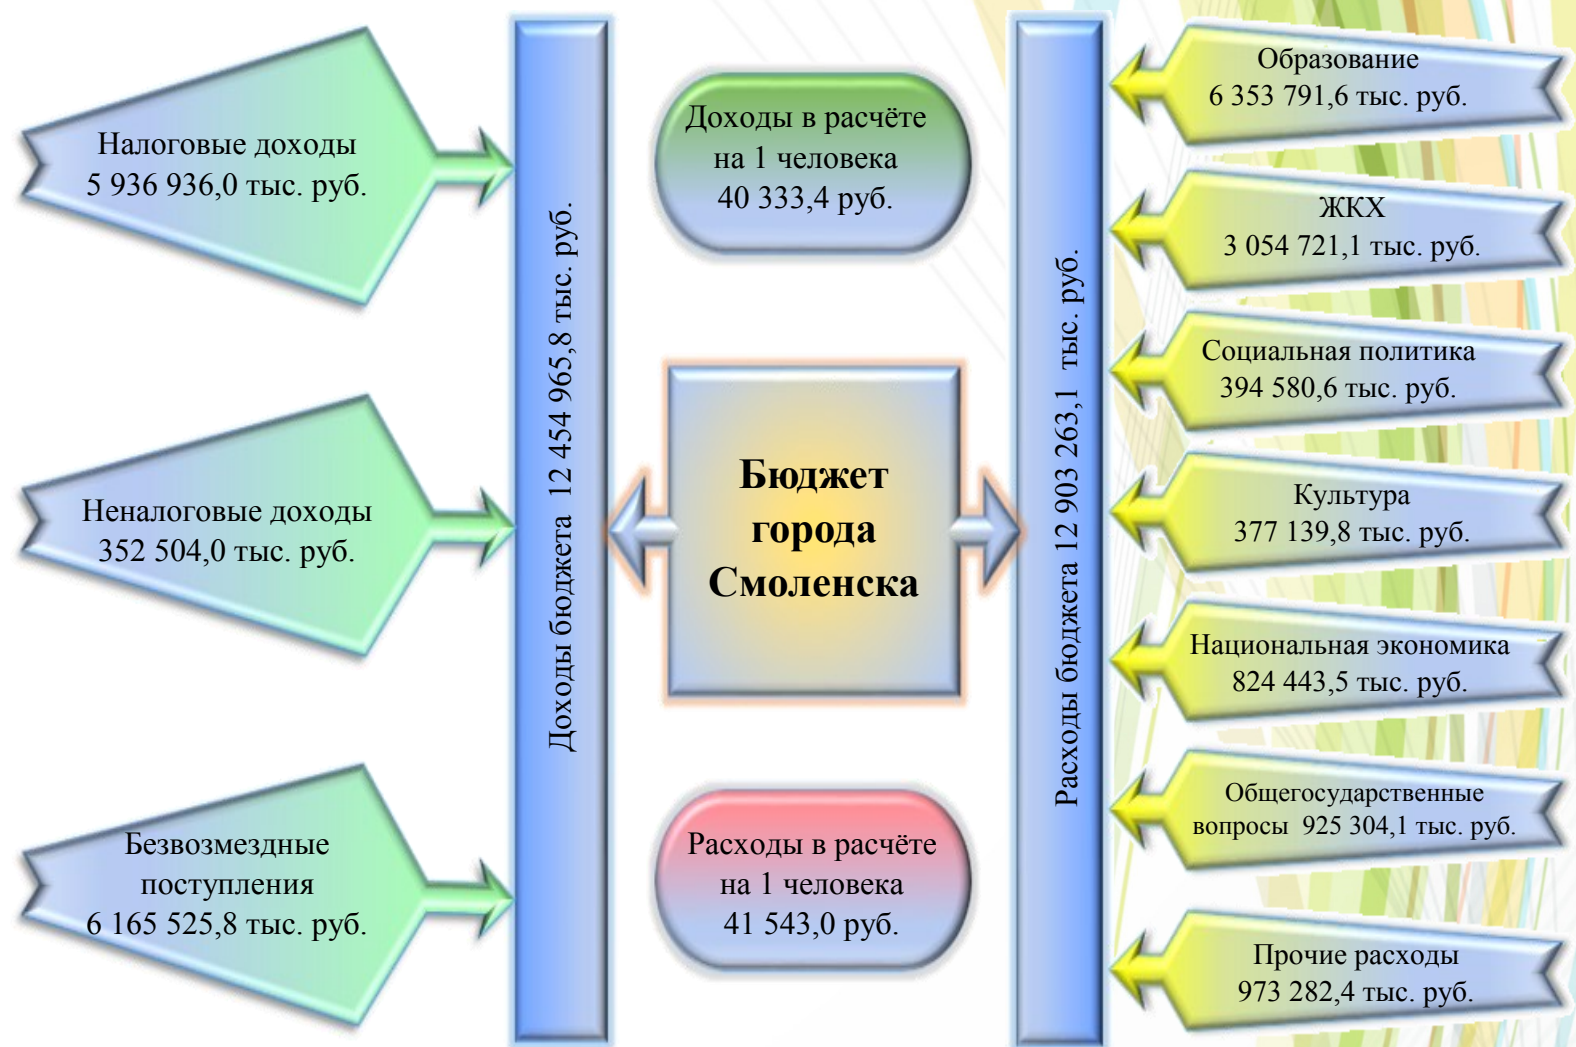 Налоговые доходы
5 936 936,0 тыс. руб.
Неналоговые доходы
352 504,0 тыс. руб.
Безвозмездные
поступления
6 165 525,8 тыс. руб.
Доходы бюджета 12 454 965,8 тыс. руб.
Доходы в расчёте
на 1 человека
40 333,4 руб.
Бюджет
города
Смоленска
Расходы в расчёте
на 1 человека
41 543,0 руб.
Расходы бюджета 12 903 263,1 тыс. руб.
Образование
6 353 791,6 тыс. руб.
ЖКХ
3 054 721,1 тыс. руб.
Социальная политика
394 580,6 тыс. руб.
Культура
377 139,8 тыс. руб.
Национальная экономика
824 443,5 тыс. руб.
Общегосударственные
вопросы 925 304,1 тыс. руб.
Прочие расходы
973 282,4 тыс. руб.